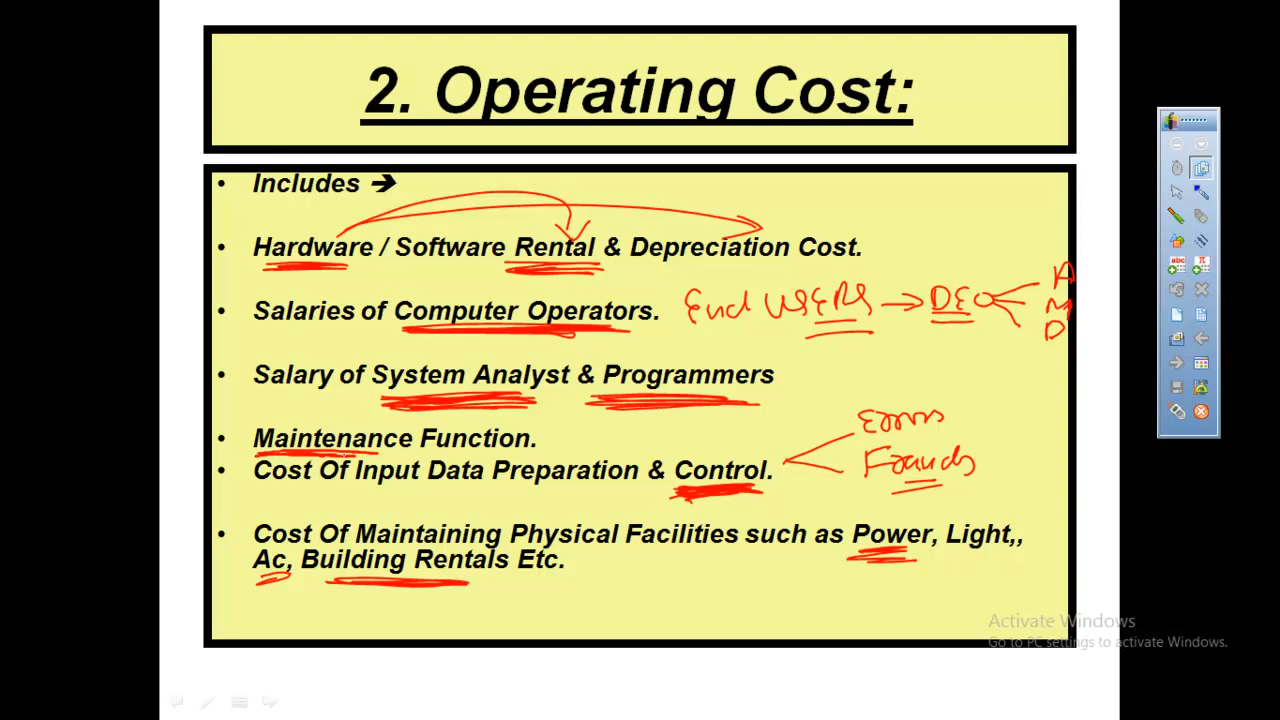 2. Operating Cost:
• Includes ➔
• Hardware / Software Rental & Depreciation Cost.
• Salaries of Computer Operators. End USERS → DEO A
M
D
• Salary of System Analyst & Programmers
Errors
• Maintenance Function.
• Cost Of Input Data Preparation & Control. Frauds
• Cost Of Maintaining Physical Facilities such as Power, Light,,
Ac, Building Rentals Etc.
Activate Windows
Go to PC settings to activate Windows.